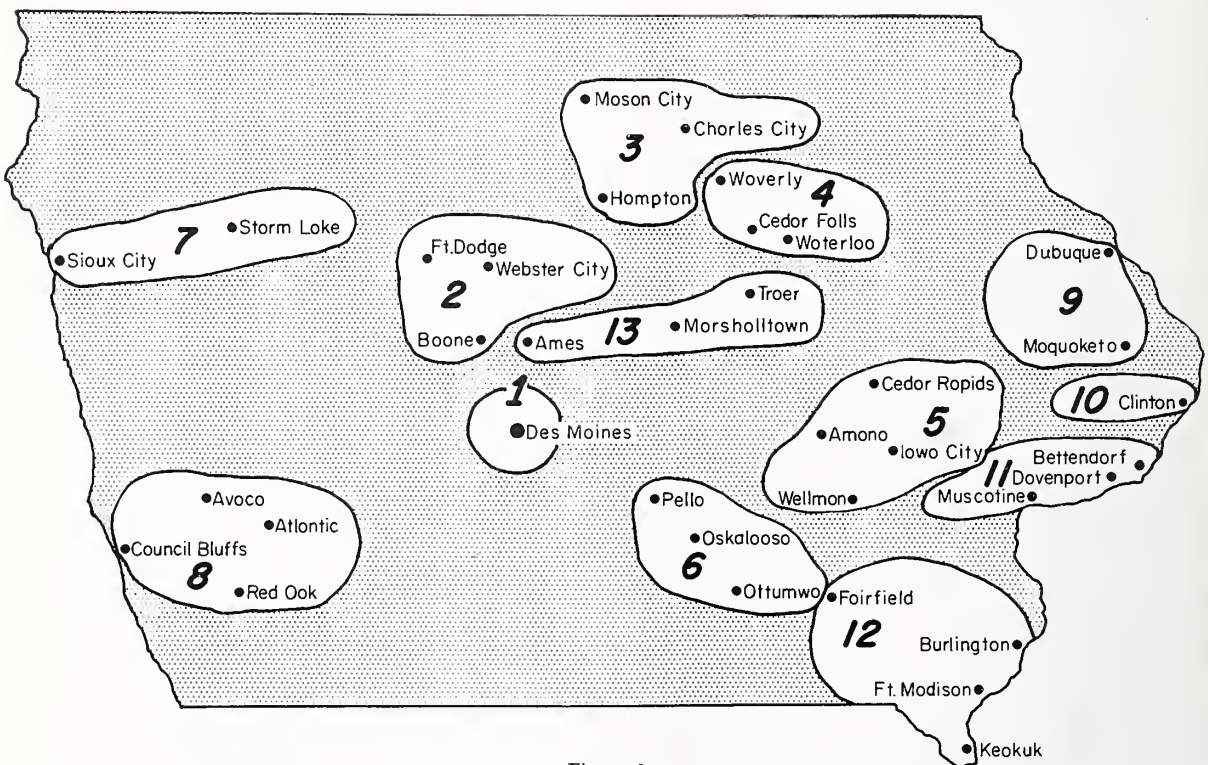 Moson City
Chorles City
3
Hompton
Woverly
4
Cedor Folls
Woterloo
7
Storm Loke
Sioux City
Ft. Dodge
Webster City
2
Boone
Troer
13
Morsholltown
Ames
Dubuque
9
Moquoketo
1
Des Moines
Cedor Ropids
5
Amono
Iowo City
Wellmon
10 Clinton
Bettendorf
11
Dovenport
Muscotine
Avoco
Atlontic
Council Bluffs
8
Red Ook
Pello
Oskalooso
6
Ottumwo
Foirfield
12
Burlington
Ft. Modison
Keokuk